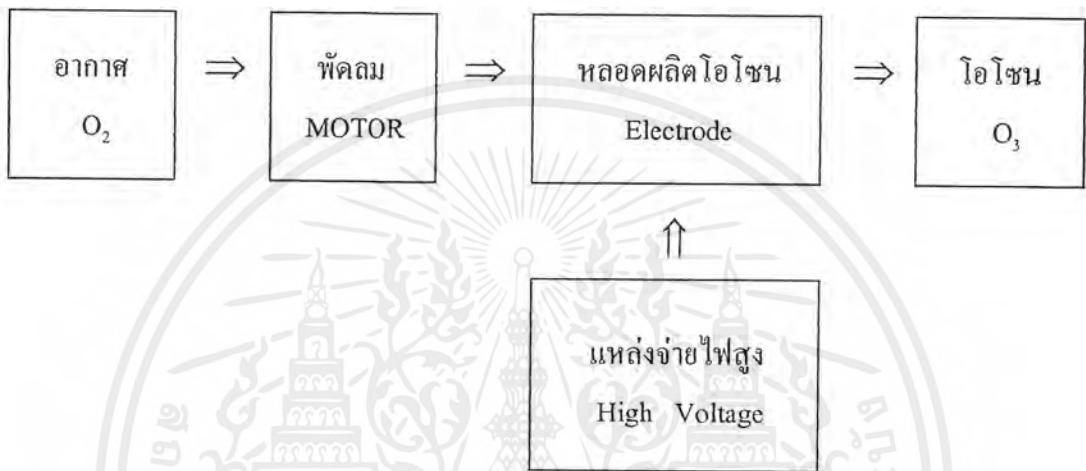 อากาศ
O₂
⇒
พัดลม
MOTOR
⇒
หลอดผลิตโอโซน
Electrode
⇒
โอโซน
O₃
⇑
แหล่งจ่ายไฟสูง
High Voltage